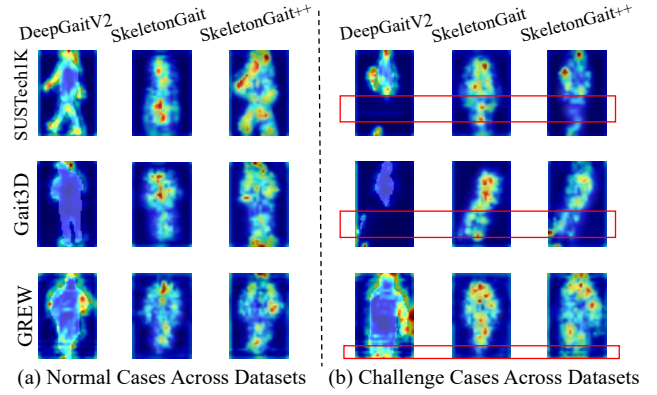 DeepGaitV2 SkeletonGait SkeletonGait++ DeepGaitV2 SkeletonGait SkeletonGait++
SUSTech1K
Gait3D
GREW
(a) Normal Cases Across Datasets (b) Challenge Cases Across Datasets